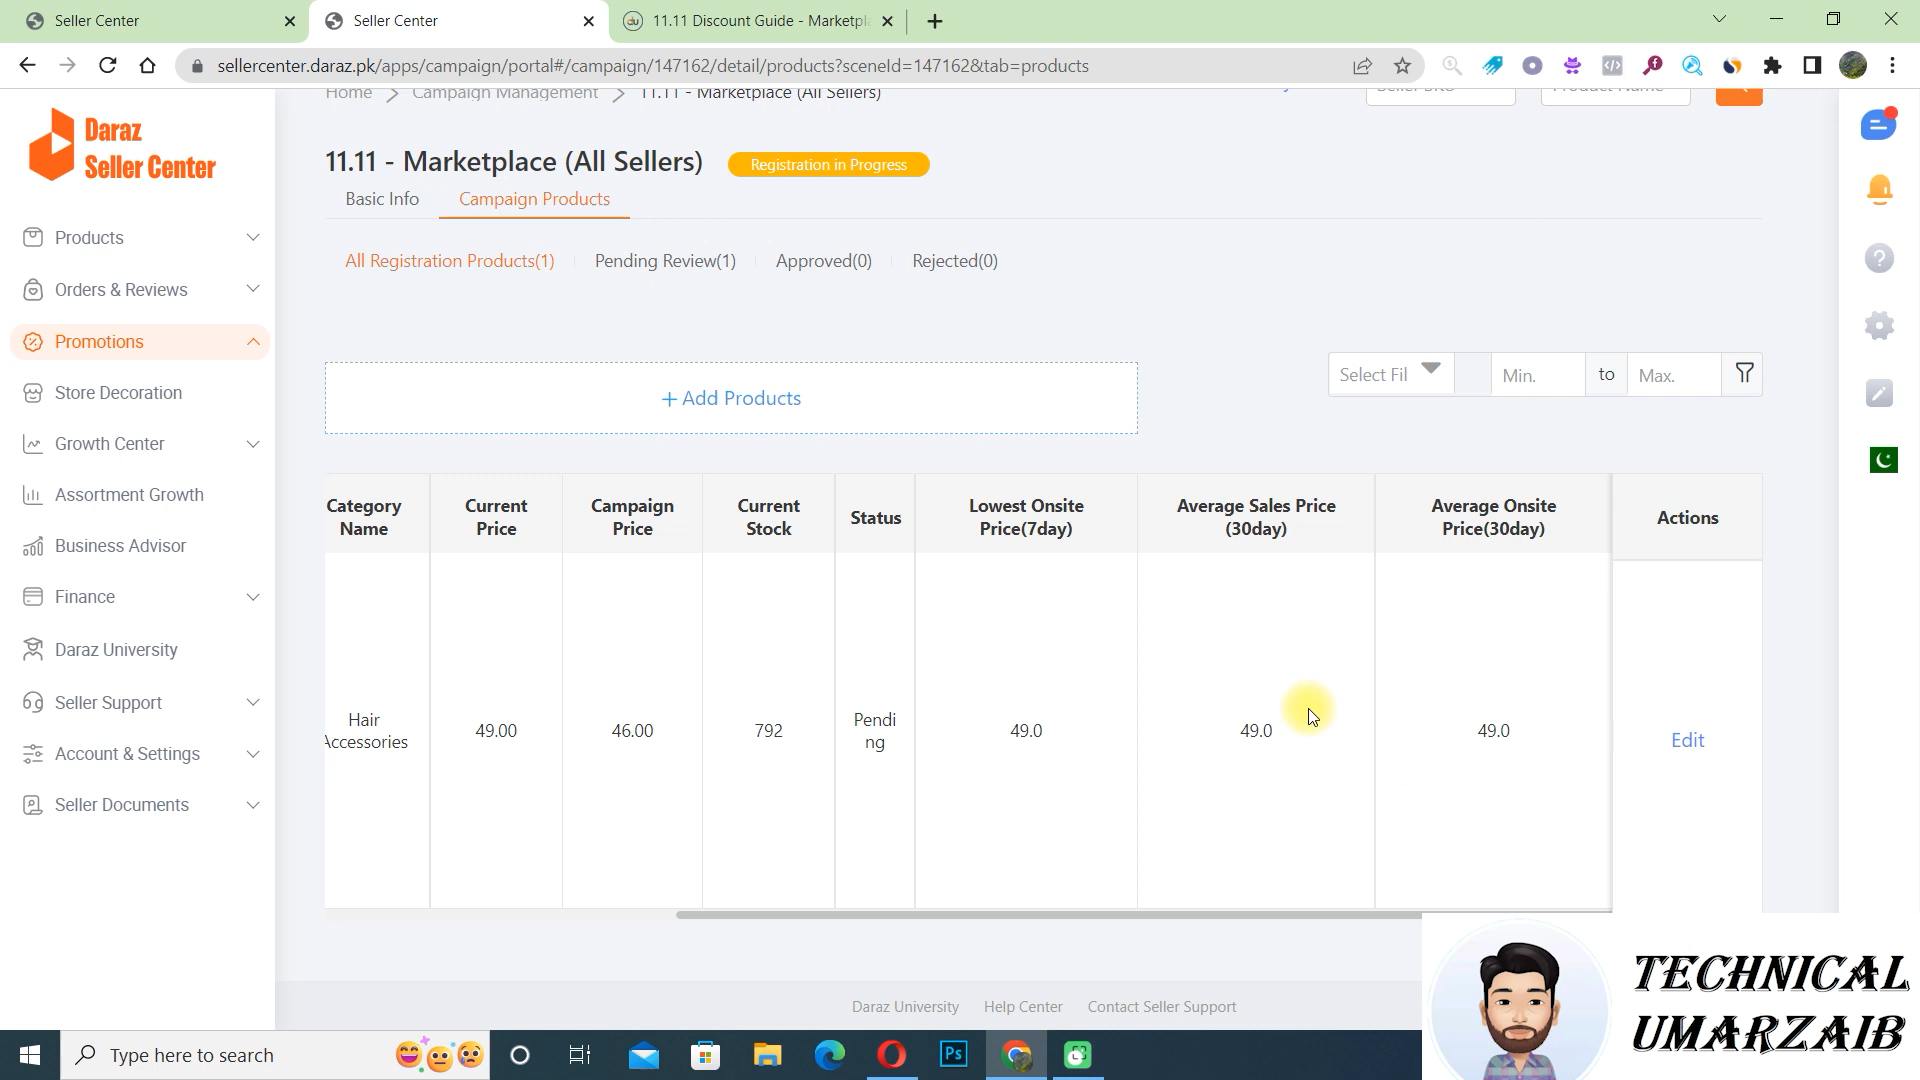 Seller Center
Seller Center
11.11 Discount Guide - Marketpla
sellercenter.daraz.pk/apps/campaign/portal#/campaign/147162/detail/products?sceneId=147162&tab=products
Home > Campaign Management > 11.11 - Marketplace (All Sellers)
Seller SKU
Product Name
Daraz
Seller Center
Products
Orders & Reviews
Promotions
Store Decoration
Growth Center
Assortment Growth
Business Advisor
Finance
Daraz University
Seller Support
Account & Settings
Seller Documents
11.11 - Marketplace (All Sellers)
Registration in Progress
Basic Info
Campaign Products
All Registration Products(1)
Pending Review(1)
Approved(0)
Rejected(0)
+ Add Products
Select Fil
Min.
to
Max.
Category Name
Current Price
Campaign Price
Current Stock
Status
Lowest Onsite Price(7day)
Average Sales Price (30day)
Average Onsite Price(30day)
Actions
Hair Accessories
49.00
46.00
792
Pendi
ng
49.0
49.0
49.0
Edit
Daraz University
Help Center
Contact Seller Support
Type here to search
Ps
TECHNICAL
UMARZAIB